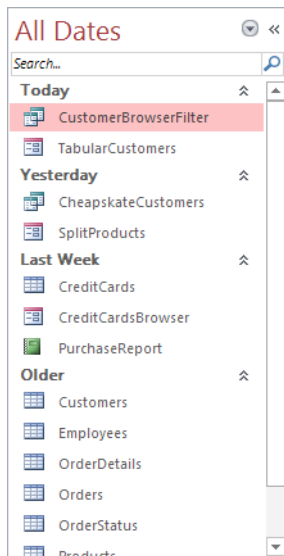 All Dates
Search...
Today
CustomerBrowserFilter
TabularCustomers
Yesterday
CheapskateCustomers
SplitProducts
Last Week
CreditCards
CreditCardsBrowser
PurchaseReport
Older
Customers
Employees
OrderDetails
Orders
OrderStatus
Products